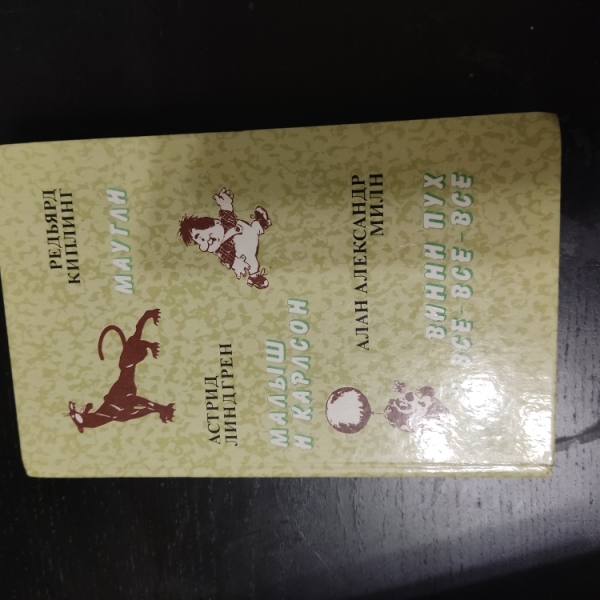 РЕДЬЯРД
КИПЛИНГ
МАУГЛИ
АСТРИД
ЛИНДГРЕН
МАЛЫШ
И КАРЛСОН
АЛАН АЛЕКСАНДР
МИЛН
ВИННИ ПУХ
ВСЕ-ВСЕ-ВСЕ